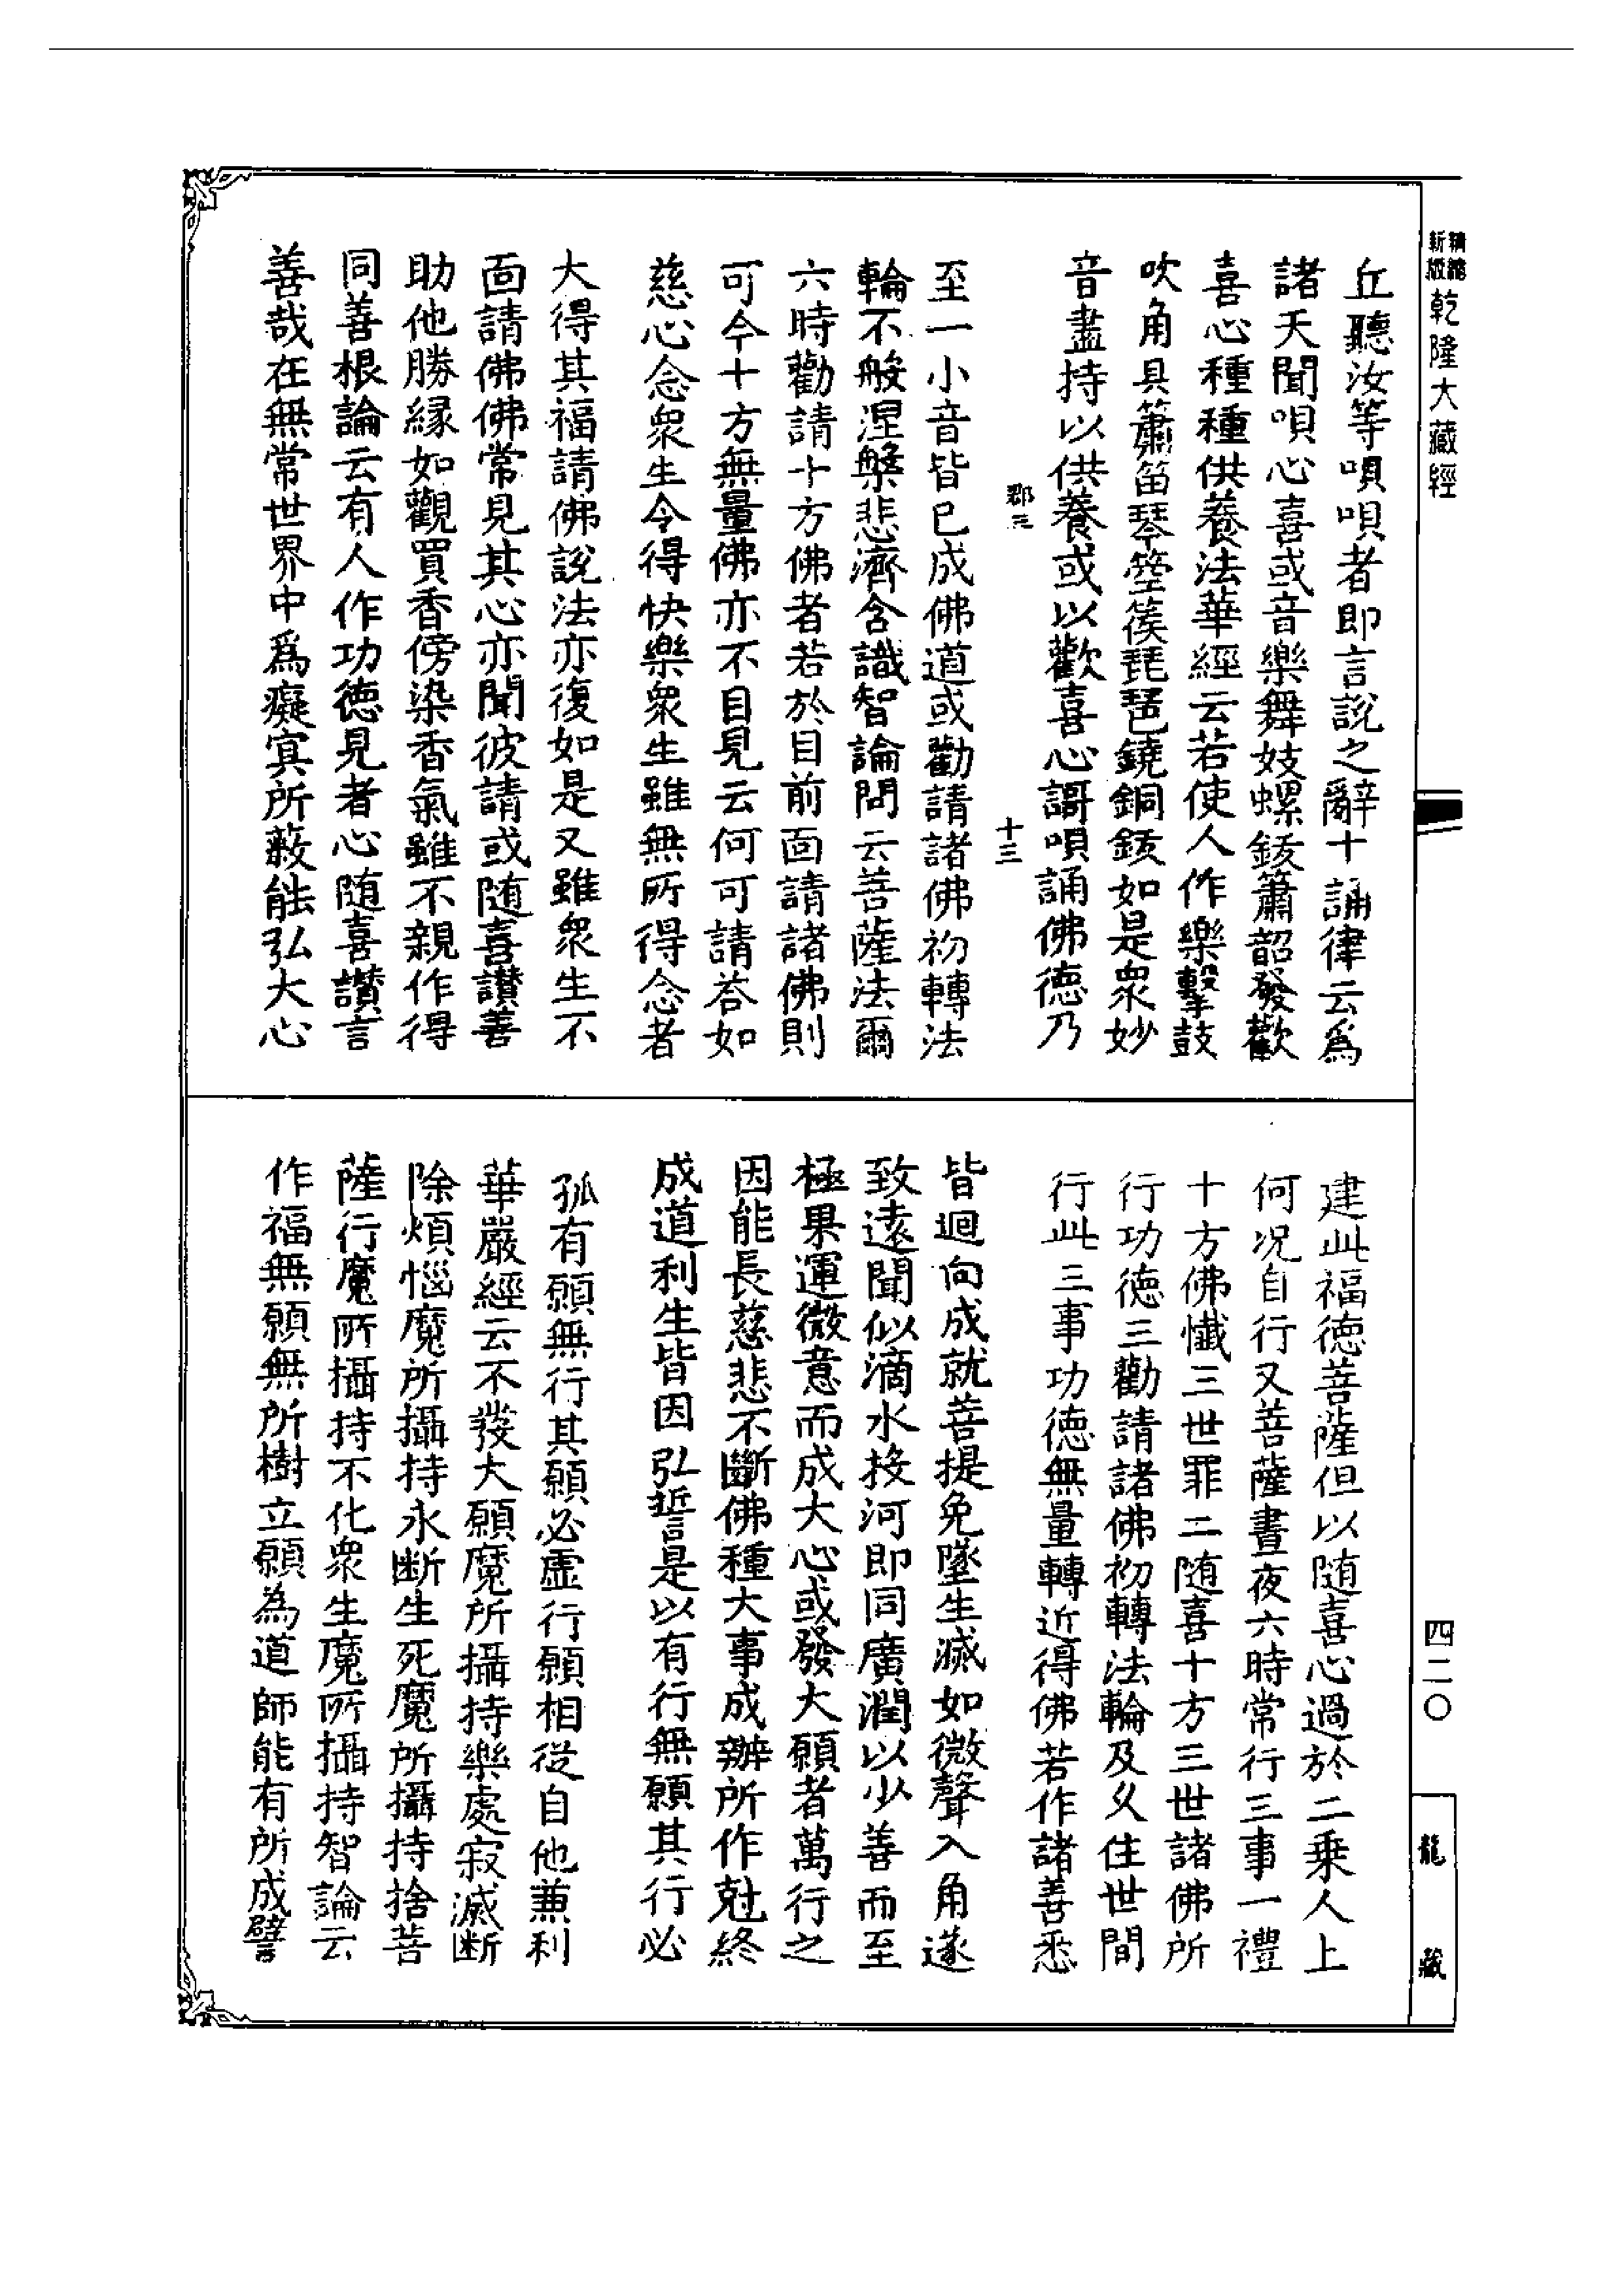 精縮新版乾隆大藏經
丘聽汝等唄唄者即言說之辭十誦律云為
諸天聞唄心喜或音樂舞妓螺鈸簫韶發歡
喜心種種供養法華經云若使人作樂擊鼓
吹角具簫笛琴箜篌琵琶鐃銅鈸如是衆妙
音盡持以供養或以歡喜心謌唄誦佛德乃
郡三 十三
至一小音皆已成佛道或勸請諸佛初轉法
輪不般涅槃悲濟含識智論問云菩薩法爾
六時勸請十方佛者若於目前面請諸佛則
可今十方無量佛亦不目見云何可請荅如
慈心念衆生令得快樂衆生雖無所得念者
大得其福請佛說法亦復如是又雖衆生不
面請佛佛常見其心亦聞彼請或随喜讃善
助他勝縁如觀買香傍染香氣雖不親作得
同善根論云有人作功德見者心随喜讃言
善哉在無常世界中爲癡㝠所蔽能弘大心
建此福德菩薩但以随喜心過於二乗人上
何况自行又菩薩晝夜六時常行三事一禮
十方佛懺三世罪二随喜十方三世諸佛所
行功德三勸請諸佛初轉法輪及久住世間
行此三事功德無量轉近得佛若作諸善悉
皆迴向成就菩提免墜生滅如微聲入角遂
致遠聞似滴水投河即同廣潤以少善而至
極果運微意而成大心或發大願者萬行之
因能長慈悲不斷佛種大事成辦所作尅終
成道利生皆因弘誓是以有行無願其行必
孤有願無行其願必虛行願相從自他兼利
華嚴經云不發大願魔所攝持樂處寂滅断
除煩惱魔所攝持永断生死魔所攝持捨菩
薩行魔所攝持不化衆生魔所攝持智論云
作福無願無所樹立願為道師能有所成譬
四二〇
龍藏